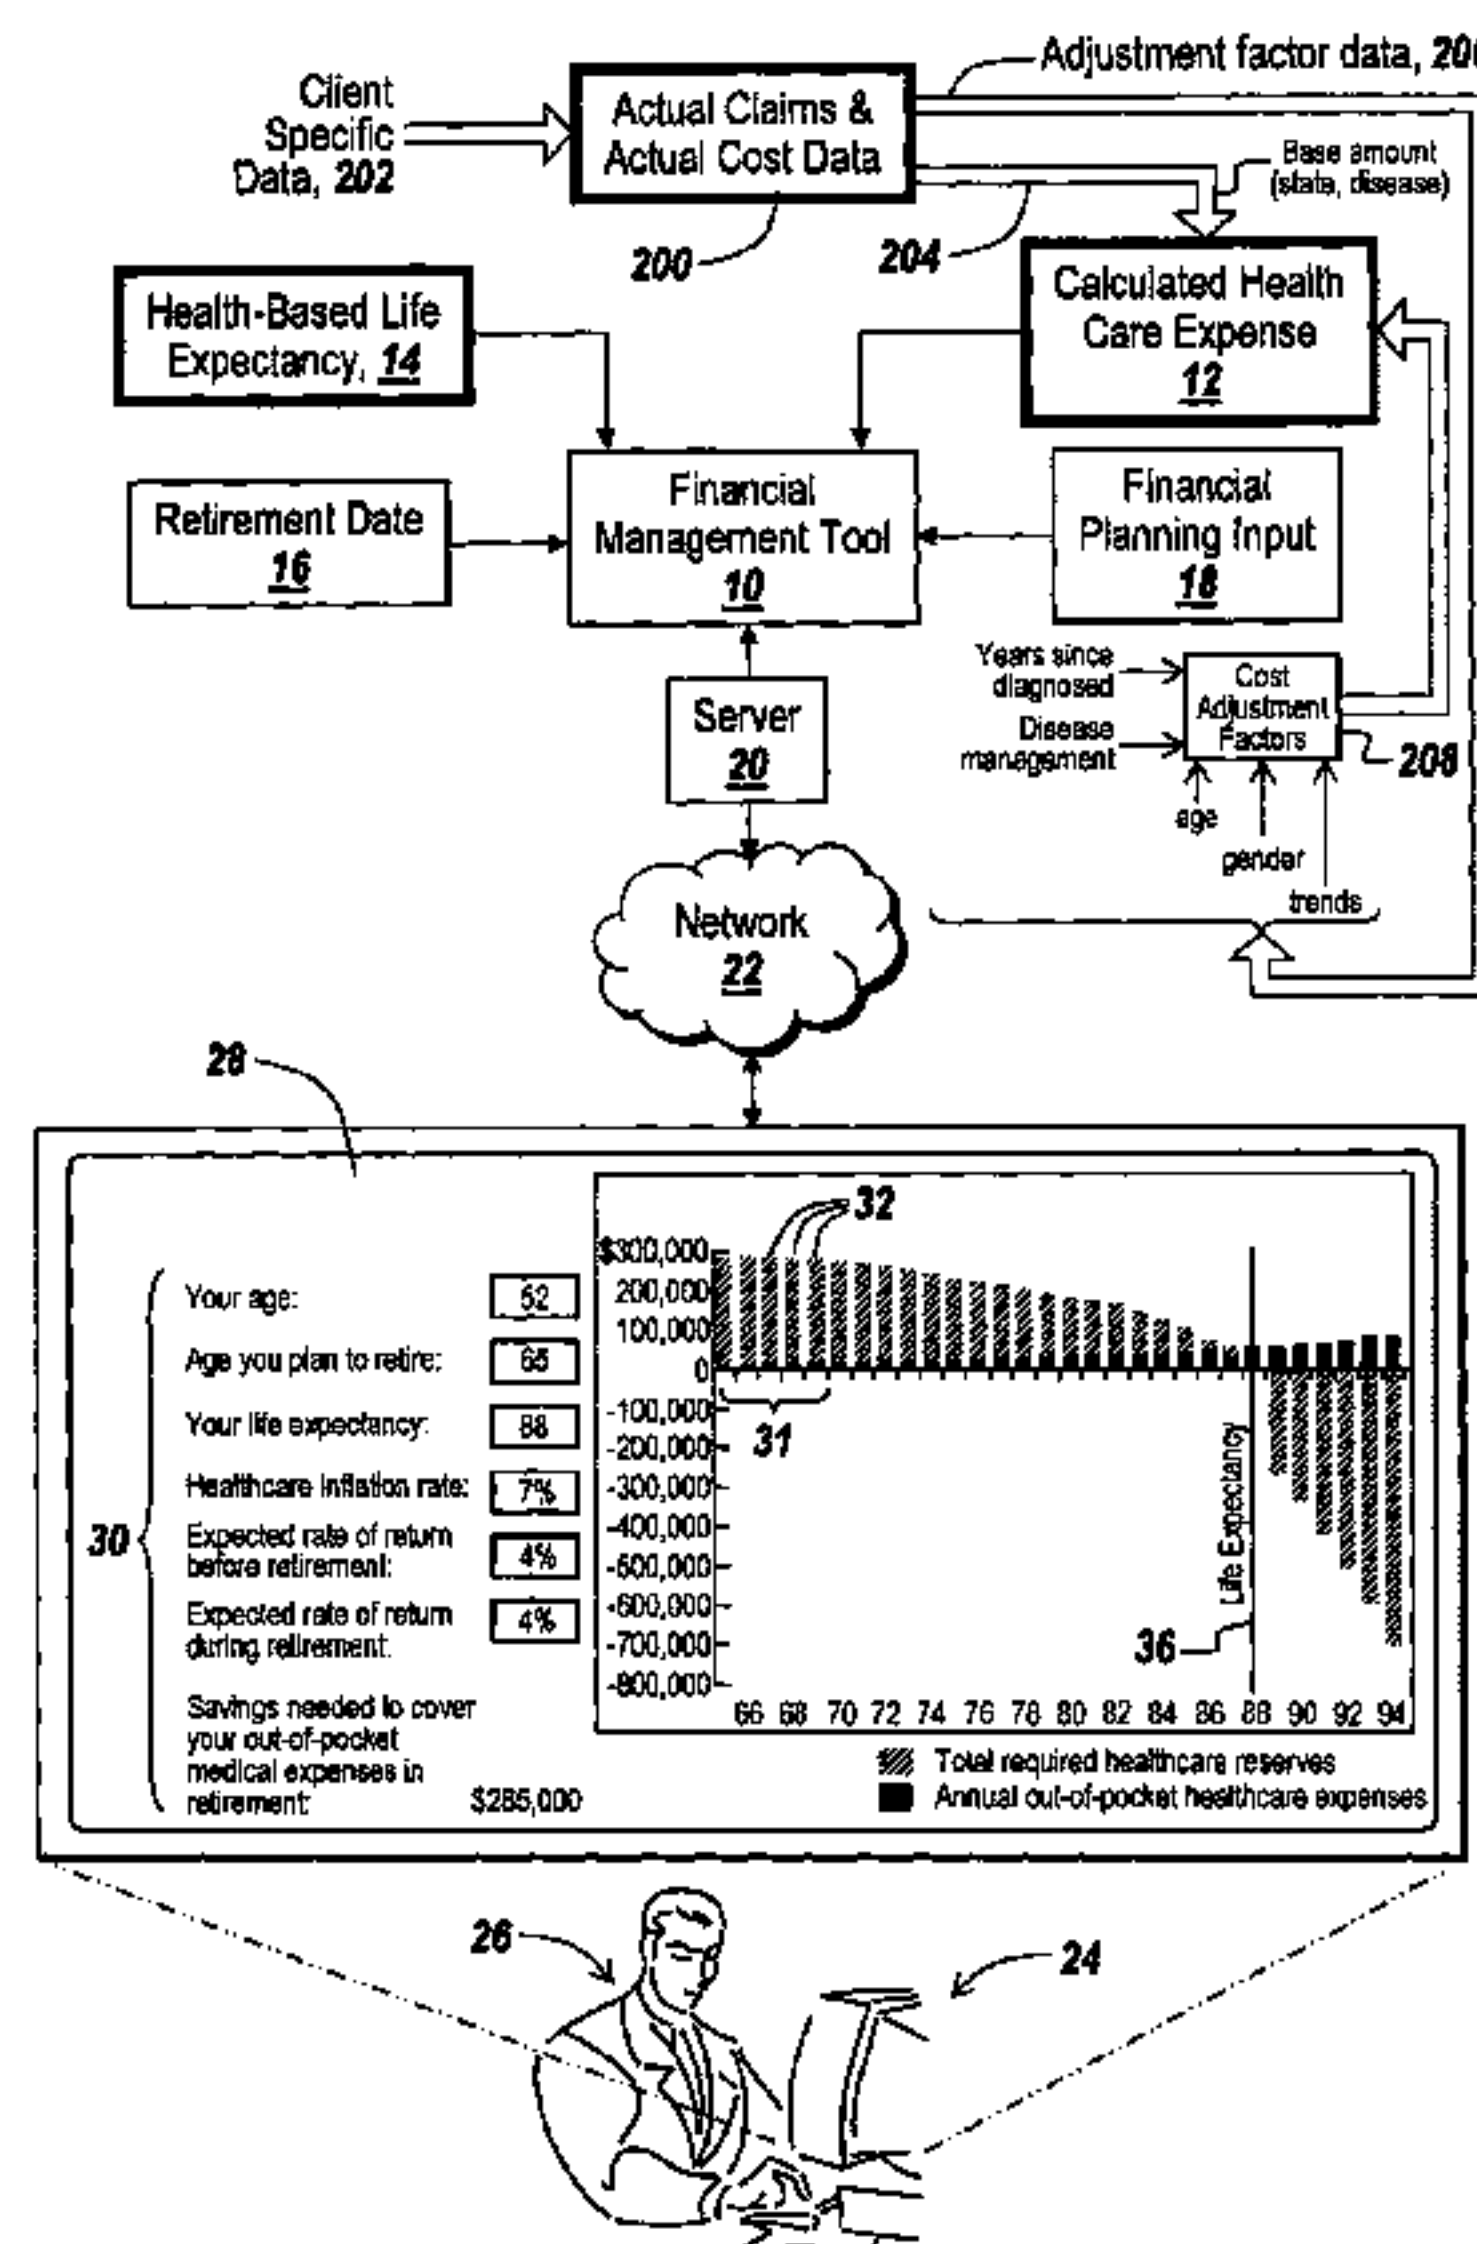 Adjustment factor data,
Client
Specific
Data, 202
Actual Claims &
Actual Cost Data
Base amount
(state, disease)
200
204
Health-Based Life
Expectancy, 14
Calculated Health
Care Expense
12
Retirement Date
16
Financial
Management Tool
10
Financial
Planning Input
18
Years since
diagnosed
Disease
management
Cost
Adjustment
Factors
208
age
gender
trends
Server
20
Network
22
28
30
Your age: 52
Age you plan to retire: 65
Your life expectancy: 88
Healthcare inflation rate: 7%
Expected rate of return
before retirement: 4%
Expected rate of return
during retirement: 4%
Savings needed to cover
your out-of-pocket
medical expenses in
retirement: $285,000
32
$300,000
200,000
100,000
0
-100,000
-200,000
-300,000
-400,000
-500,000
-600,000
-700,000
-800,000
31
Life Expectancy
36
66 68 70 72 74 76 78 80 82 84 86 88 90 92 94
Total required healthcare reserves
Annual out-of-pocket healthcare expenses
26
24